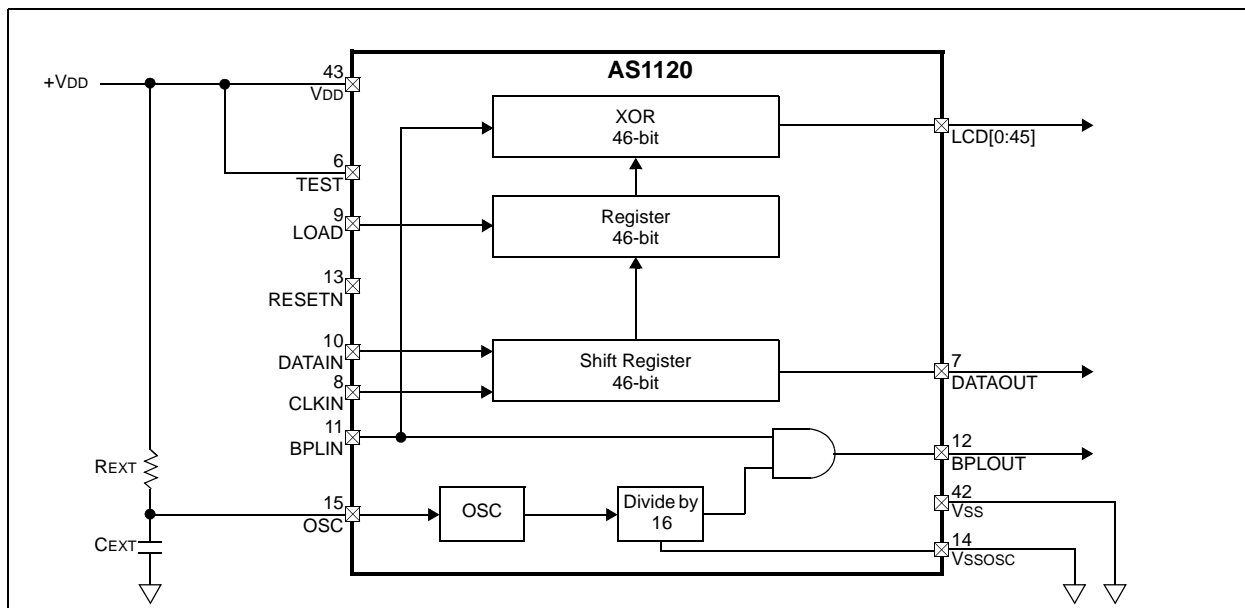 AS1120
+VDD
43
VDD
XOR
46-bit
LCD[0:45]
6
TEST
9
LOAD
Register
46-bit
13
RESETN
10
DATAIN
Shift Register
46-bit
7
DATAOUT
8
CLKIN
11
BPLIN
12
BPLOUT
REXT
15
OSC
OSC
Divide by
16
42
VSS
CEXT
14
VSSOSC